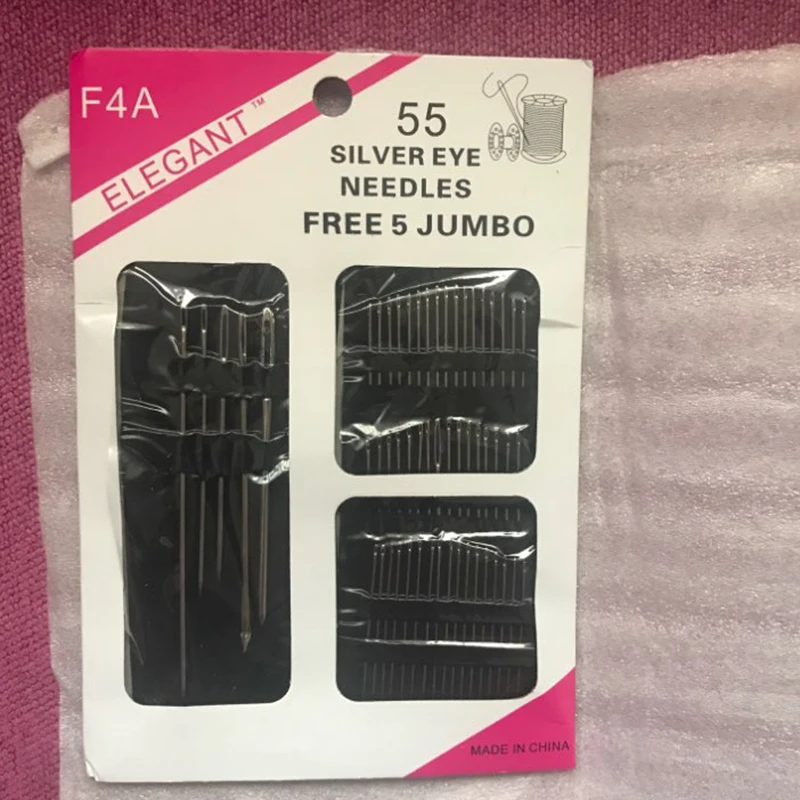 F4A
ELEGANT™
55
SILVER EYE
NEEDLES
FREE 5 JUMBO
MADE IN CHINA